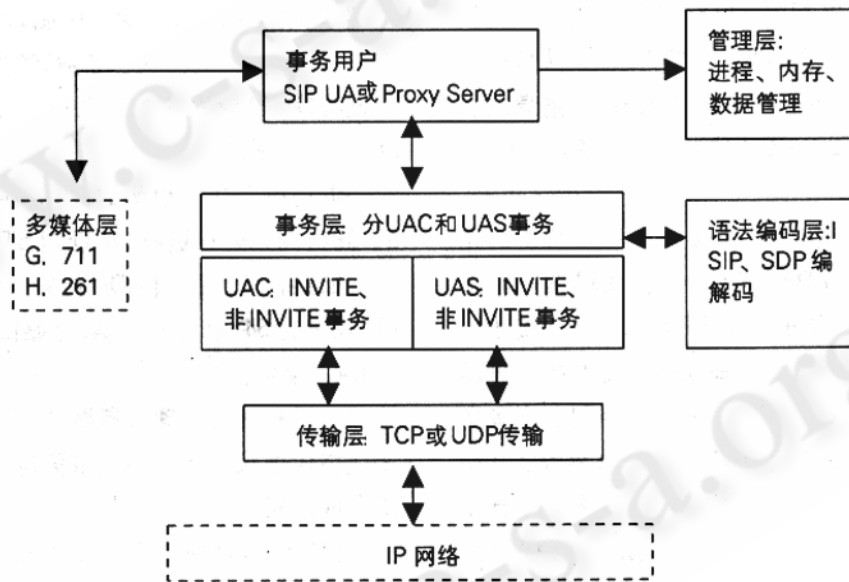 事务用户
SIP UA或Proxy Server
管理层:
进程、内存、
数据管理
多媒体层
G. 711
H. 261
事务层: 分UAC和UAS事务
语法编码层:I
SIP、SDP编
解码
UAC: INVITE、
非INVITE事务
UAS: INVITE、
非INVITE事务
传输层: TCP或UDP传输
IP 网络